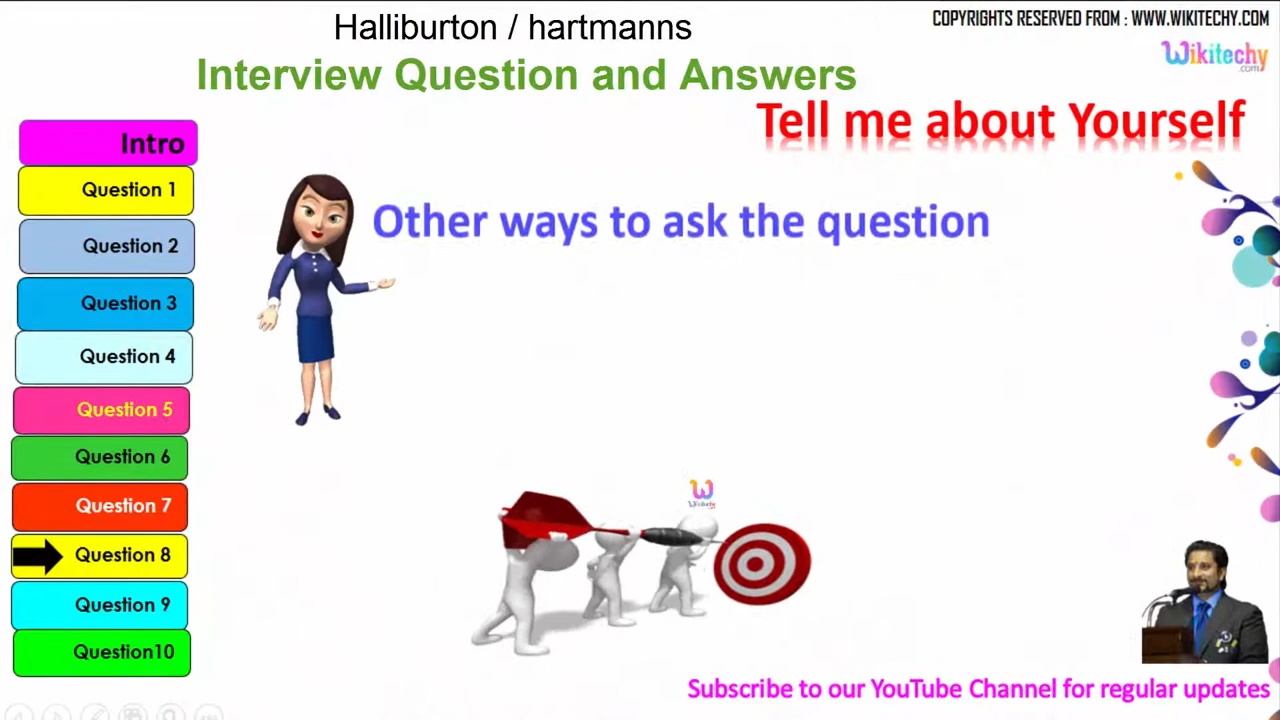 Halliburton / hartmanns
COPYRIGHTS RESERVED FROM : WWW.WIKITECHY.COM
Wikitechy
.com
Interview Question and Answers
Tell me about Yourself
Intro
Question 1
Question 2
Question 3
Question 4
Question 5
Question 6
Question 7
Question 8
Question 9
Question10
Other ways to ask the question
Wikitechy
Subscribe to our YouTube Channel for regular updates